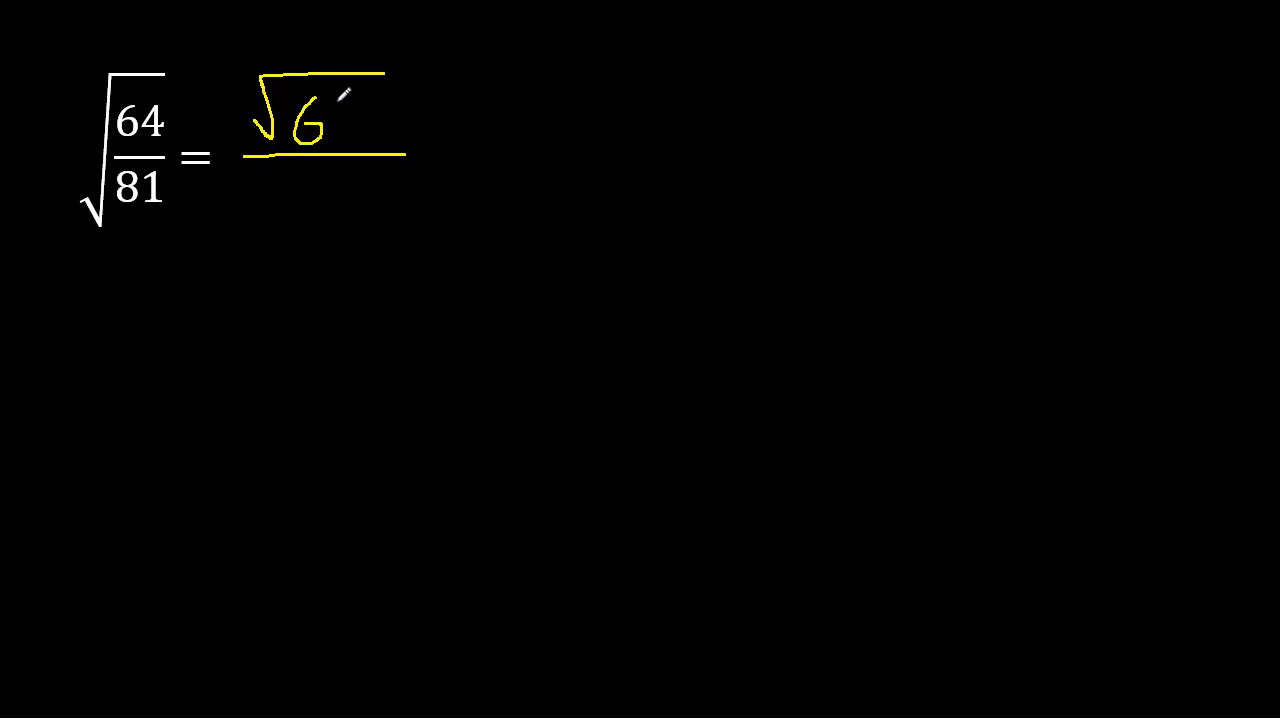 √(64/81) = √6